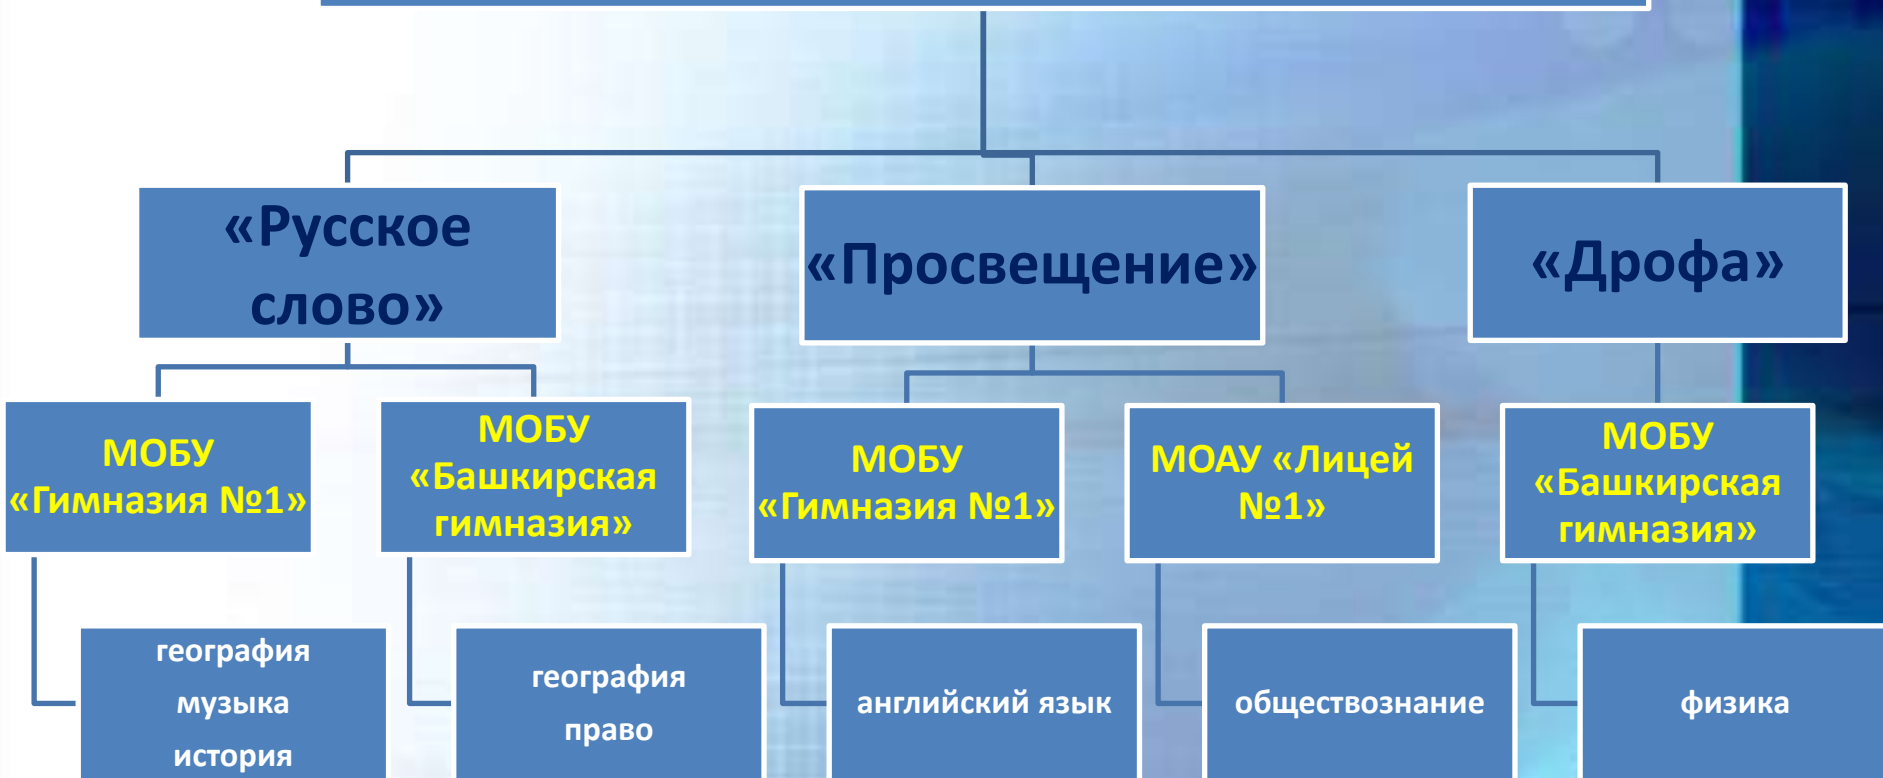 «Русское
слово»
«Просвещение»
«Дрофа»
МОБУ
«Гимназия №1»
МОБУ
«Башкирская
гимназия»
МОБУ
«Гимназия №1»
МОАУ «Лицей
№1»
МОБУ
«Башкирская
гимназия»
география
музыка
история
география
право
английский язык
обществознание
физика